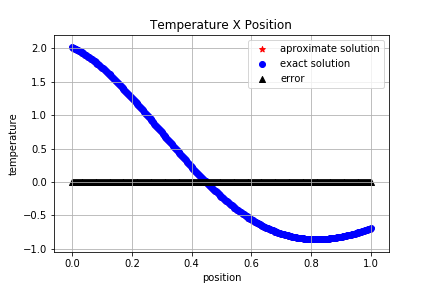 Temperature X Position
aproximate solution
exact solution
error
temperature
2.0
1.5
1.0
0.5
0.0
−0.5
−1.0
0.0 0.2 0.4 0.6 0.8 1.0
position